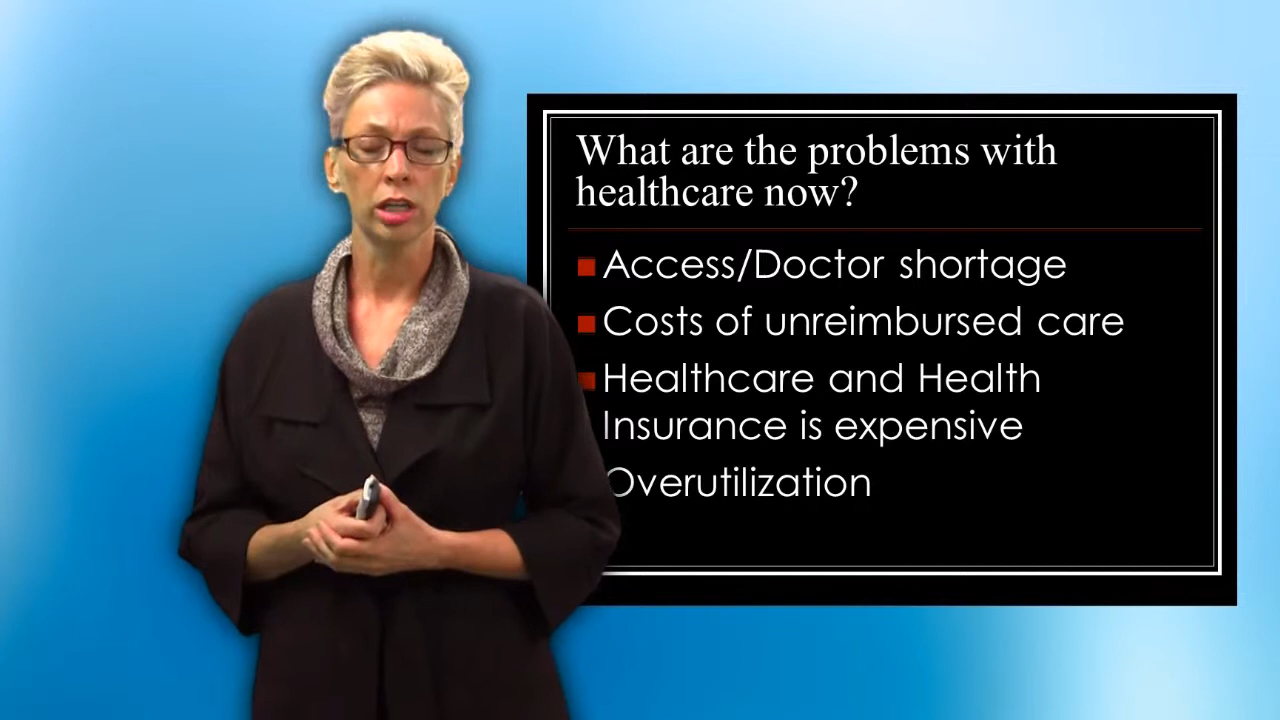 What are the problems with
healthcare now?
Access/Doctor shortage
Costs of unreimbursed care
Healthcare and Health
Insurance is expensive
Overutilization